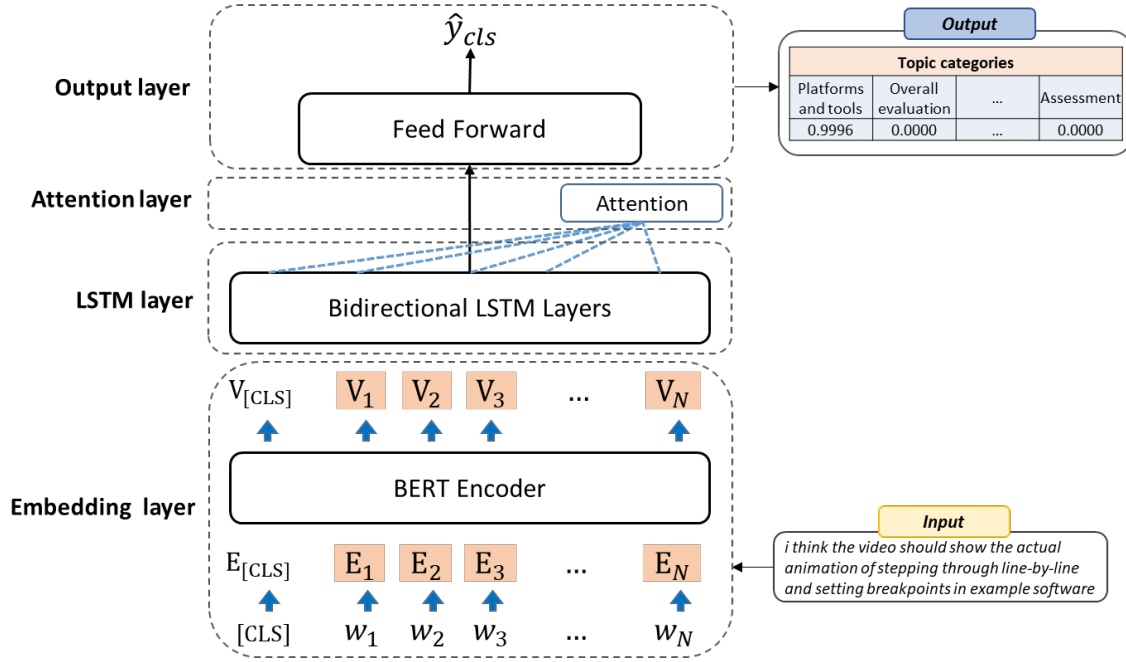 ŷ_cls
Output layer
Feed Forward
Output
Topic categories
Platforms and tools Overall evaluation ... Assessment
0.9996 0.0000 ... 0.0000
Attention layer
Attention
LSTM layer
Bidirectional LSTM Layers
V[CLS] V1 V2 V3 ... VN
BERT Encoder
Embedding layer
E[CLS] E1 E2 E3 ... EN
[CLS] w1 w2 w3 ... wN
Input
i think the video should show the actual
animation of stepping through line-by-line
and setting breakpoints in example software